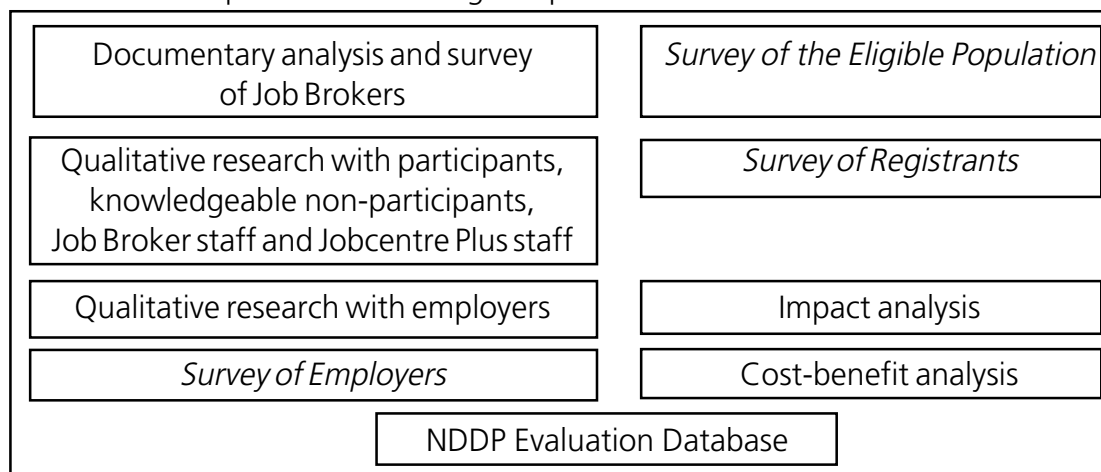 Documentary analysis and survey
of Job Brokers
Survey of the Eligible Population
Qualitative research with participants,
knowledgeable non-participants,
Job Broker staff and Jobcentre Plus staff
Survey of Registrants
Qualitative research with employers
Impact analysis
Survey of Employers
Cost-benefit analysis
NDDP Evaluation Database